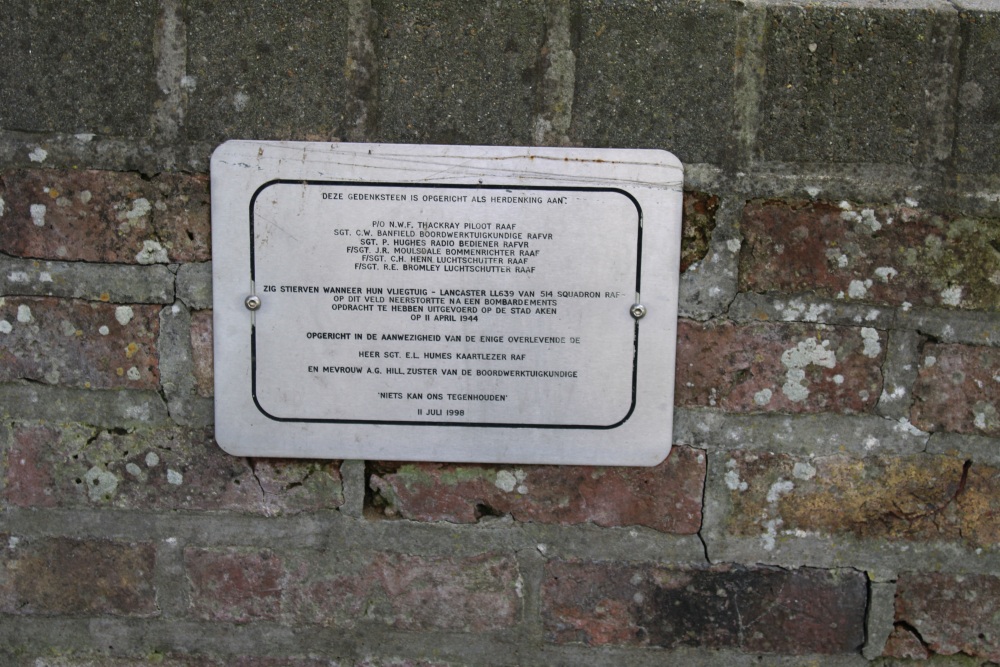 DEZE GEDENKSTEEN IS OPGERICHT ALS HERDENKING AAN:
P/O N.W.F. THACKRAY PILOOT RAAF
SGT. C.W. BANFIELD BOORDWERKTUIGKUNDIGE RAFVR
SGT. P. HUGHES RADIO BEDIENER RAFVR
F/SGT. J.R. MOULSDALE BOMMENRICHTER RAAF
F/SGT. C.H. HENN LUCHTSCHUTTER RAAF
F/SGT. R.E. BROMLEY LUCHTSCHUTTER RAAF
ZIG STIERVEN WANNEER HUN VLIEGTUIG - LANCASTER LL639 VAN 514 SQUADRON RAF -
OP DIT VELD NEERSTORTTE NA EEN BOMBARDEMENTS
OPDRACHT TE HEBBEN UITGEVOERD OP DE STAD AKEN
OP 11 APRIL 1944
OPGERICHT IN DE AANWEZIGHEID VAN DE ENIGE OVERLEVENDE DE
HEER SGT. E.L. HUMES KAARTLEZER RAF
EN MEVROUW A.G. HILL, ZUSTER VAN DE BOORDWERKTUIGKUNDIGE
'NIETS KAN ONS TEGENHOUDEN'
11 JULI 1998